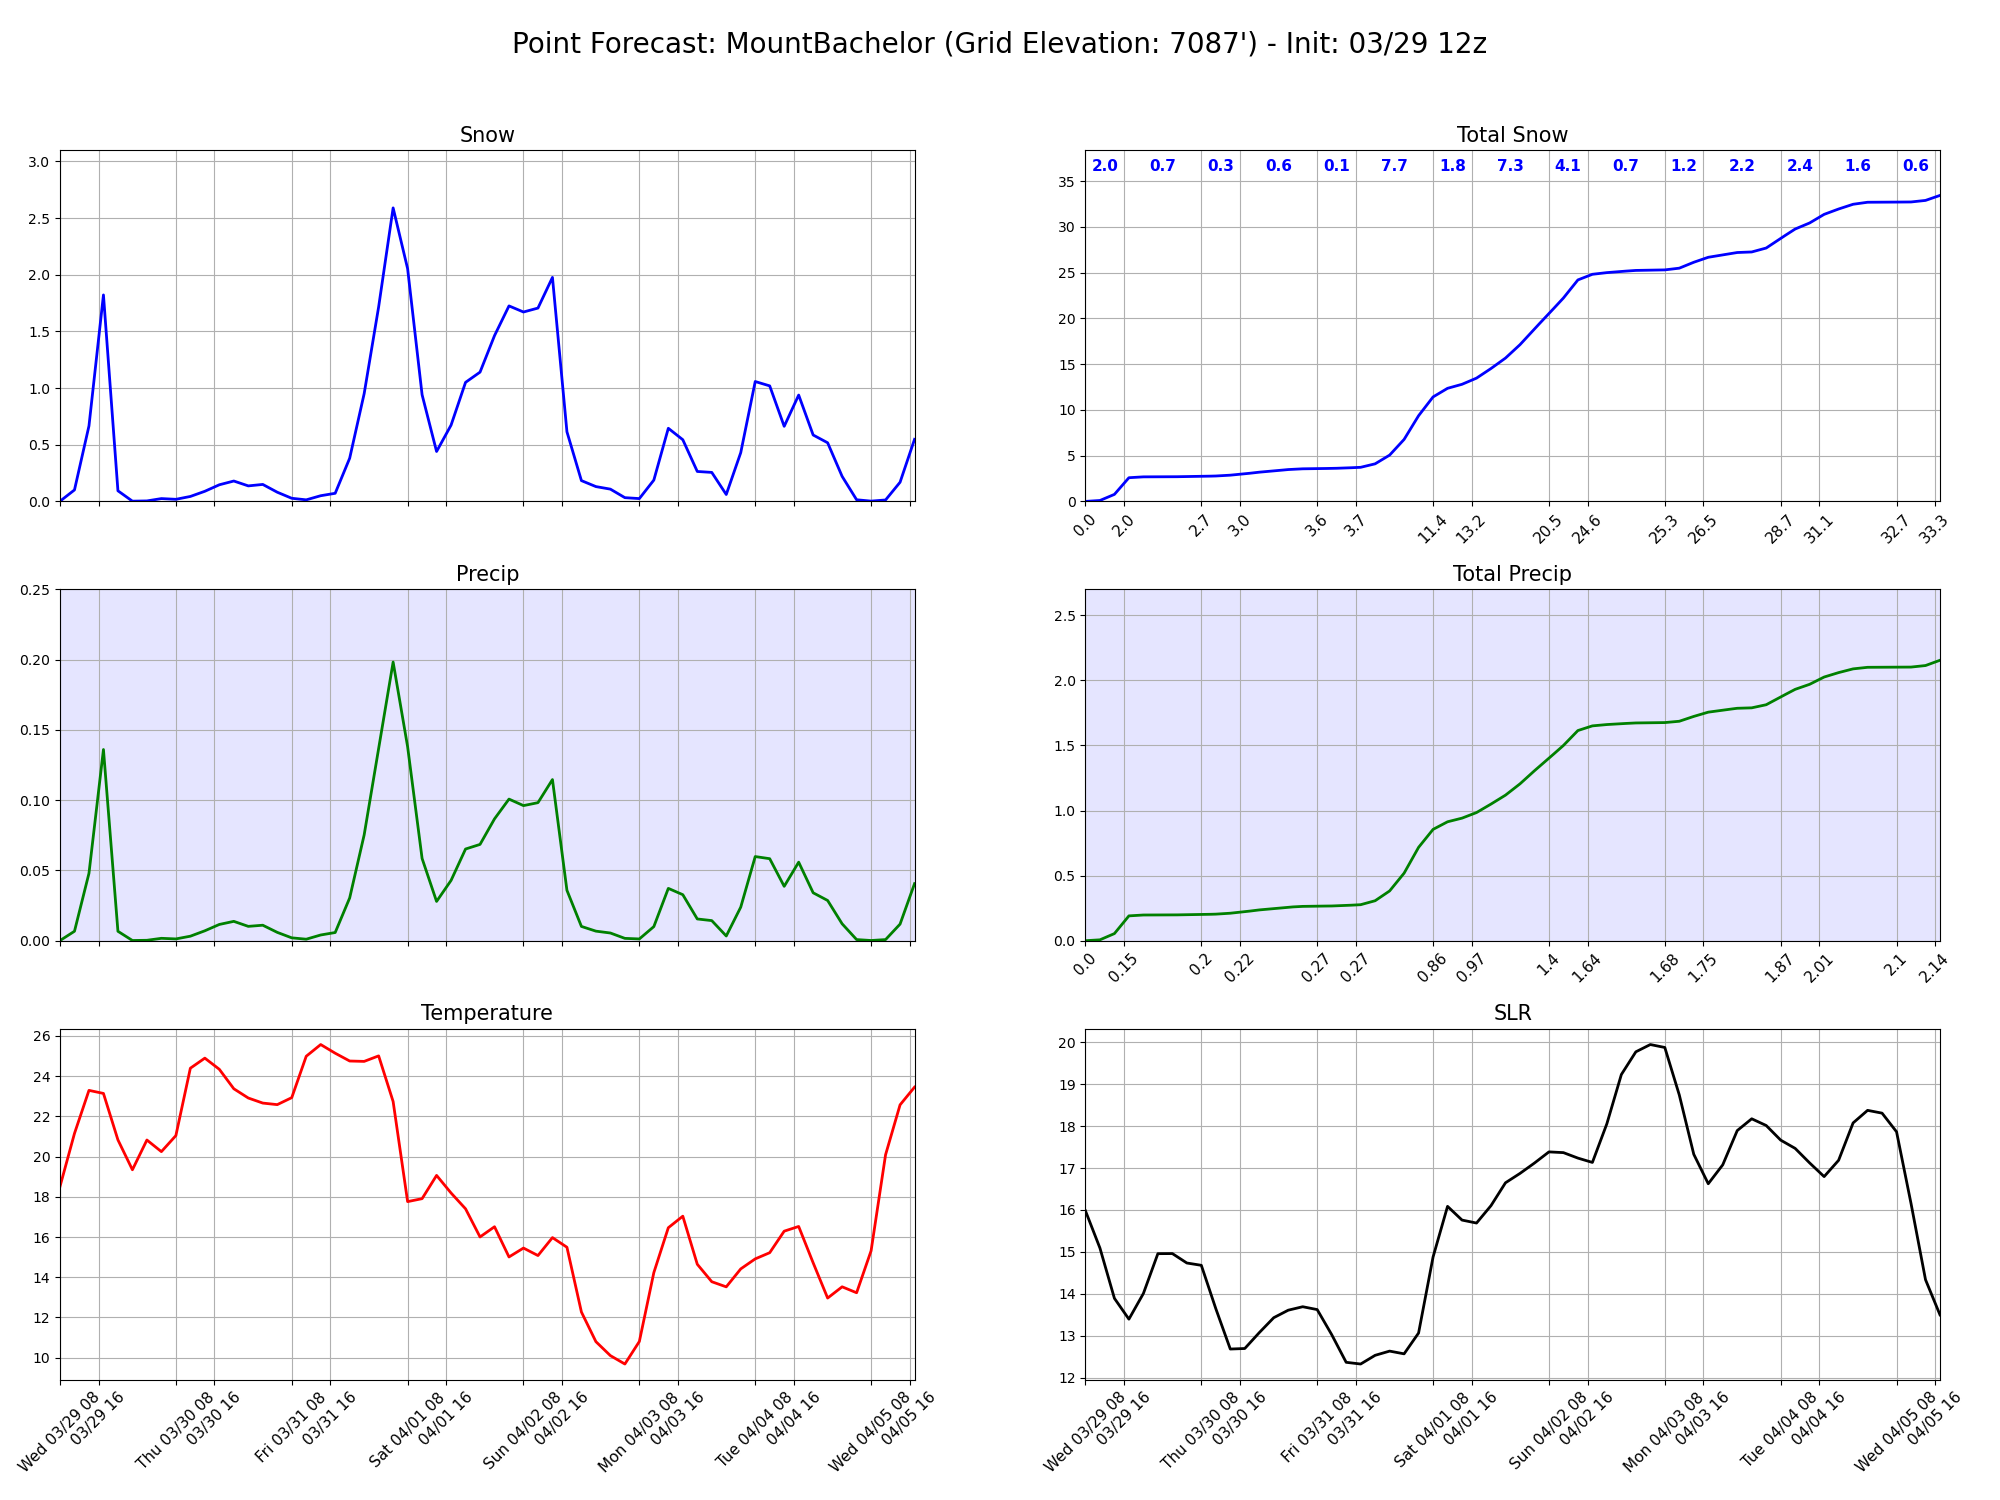 Point Forecast: MountBachelor (Grid Elevation: 7087') - Init: 03/29 12z
Snow
3.0
2.5
2.0
1.5
1.0
0.5
0.0
Total Snow
2.0 0.7 0.3 0.6 0.1 7.7 1.8 7.3 4.1 0.7 1.2 2.2 2.4 1.6 0.6
35
30
25
20
15
10
5
0
0.0 2.0 2.7 3.0 3.6 3.7 11.4 13.2 20.5 24.6 25.3 26.5 28.7 31.1 32.7 33.3
Precip
0.25
0.20
0.15
0.10
0.05
0.00
Total Precip
2.5
2.0
1.5
1.0
0.5
0.0
0.0 0.15 0.2 0.22 0.27 0.27 0.86 0.97 1.4 1.64 1.68 1.75 1.87 2.01 2.1 2.14
Temperature
26
24
22
20
18
16
14
12
10
Wed 03/29 08
03/29 16
Thu 03/30 08
03/30 16
Fri 03/31 08
03/31 16
Sat 04/01 08
04/01 16
Sun 04/02 08
04/02 16
Mon 04/03 08
04/03 16
Tue 04/04 08
04/04 16
Wed 04/05 08
04/05 16
SLR
20
19
18
17
16
15
14
13
12
Wed 03/29 08
03/29 16
Thu 03/30 08
03/30 16
Fri 03/31 08
03/31 16
Sat 04/01 08
04/01 16
Sun 04/02 08
04/02 16
Mon 04/03 08
04/03 16
Tue 04/04 08
04/04 16
Wed 04/05 08
04/05 16